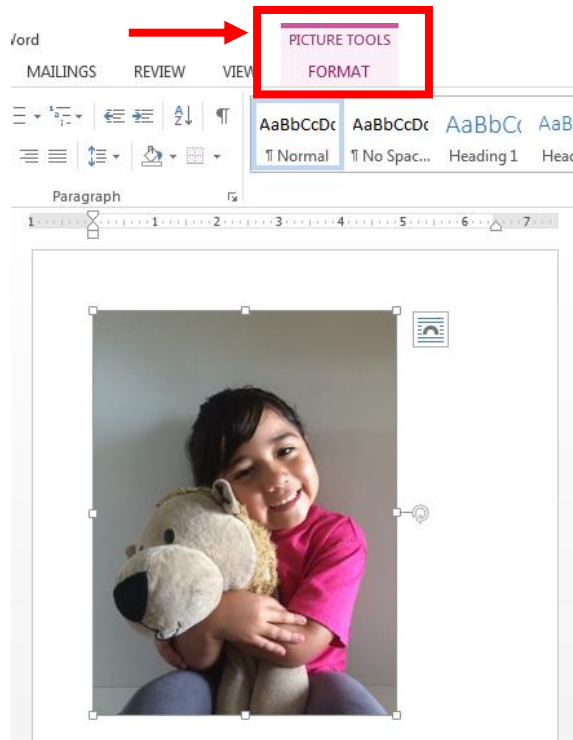 Word
PICTURE TOOLS
MAILINGS REVIEW VIEW FORMAT
AaBbCcDc AaBbCcDc AaBbCc AaB
¶ Normal ¶ No Spac... Heading 1 Head
Paragraph
1 1 2 3 4 5 6 7